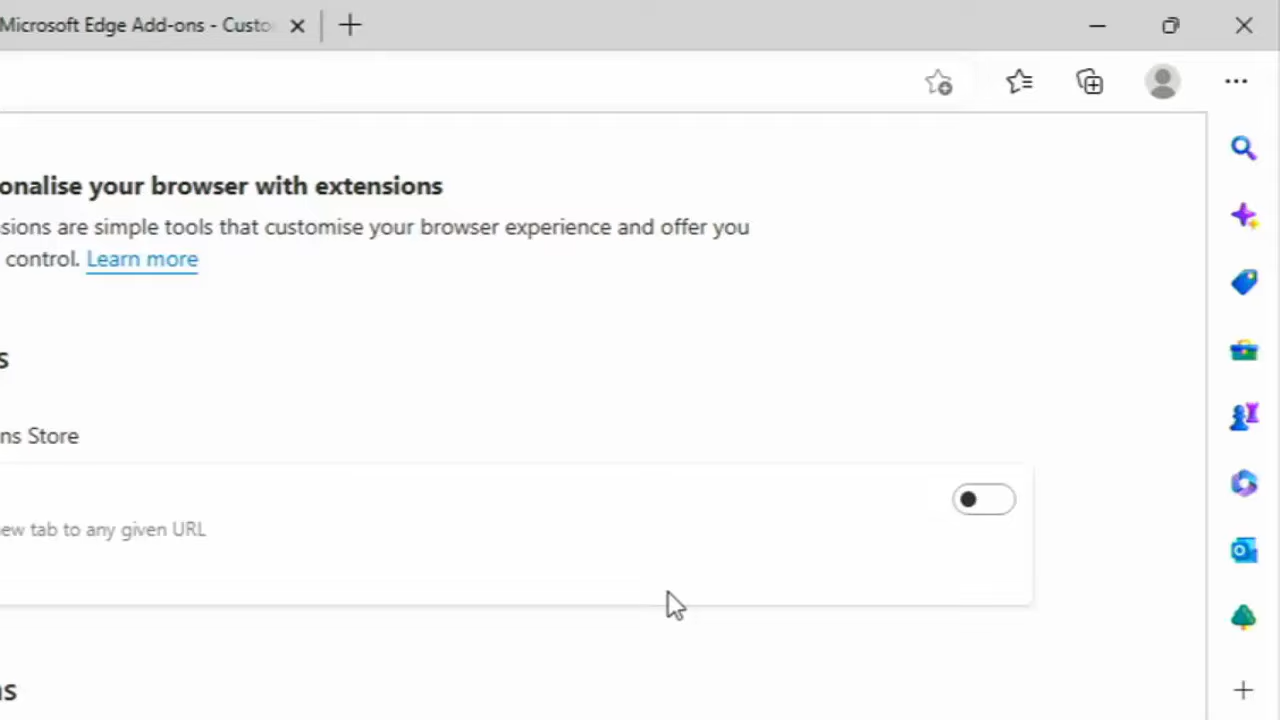 Microsoft Edge Add-ons - Custo
onalise your browser with extensions
sions are simple tools that customise your browser experience and offer you
control. Learn more
s
ns Store
ew tab to any given URL
ns